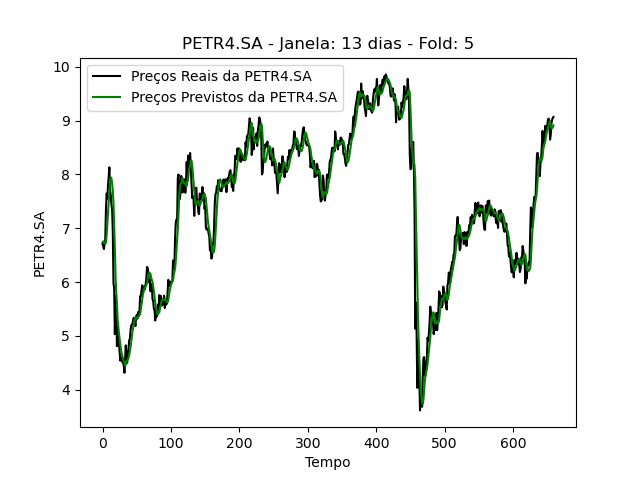 PETR4.SA - Janela: 13 dias - Fold: 5
Preços Reais da PETR4.SA
Preços Previstos da PETR4.SA
PETR4.SA
10
9
8
7
6
5
4
0 100 200 300 400 500 600
Tempo